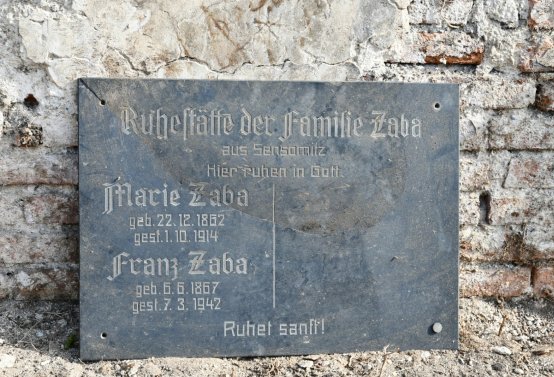 Ruhestätte der Familie Zaba
aus Sensomitz
Hier ruhen in Gott.
Marie Zaba
geb. 22. 12. 1862
gest. 1. 10. 1914
Franz Zaba
geb. 6. 6. 1867
gest. 7. 3. 1942
Ruhet sanft!